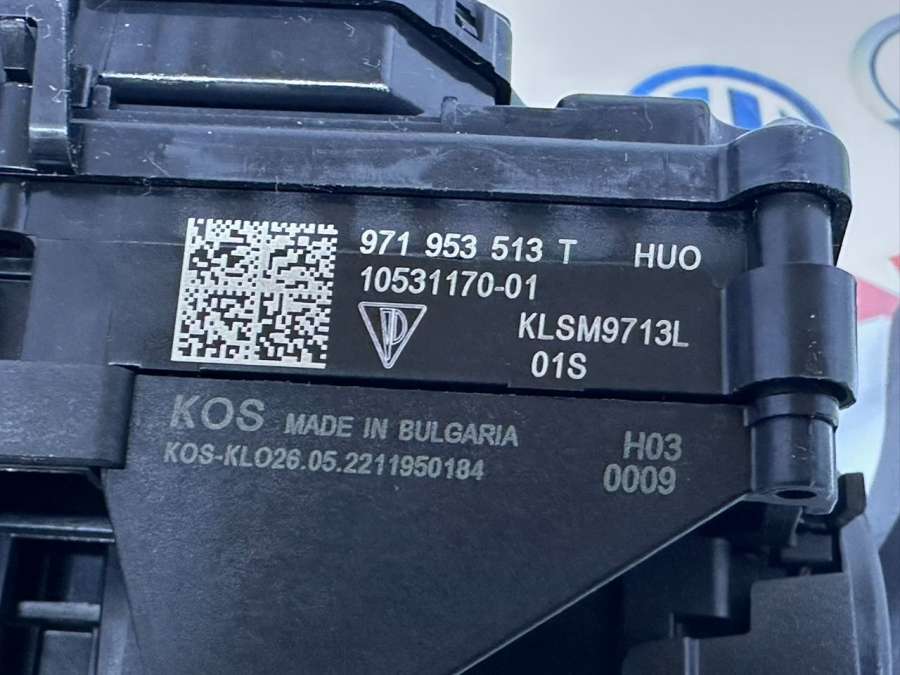 971 953 513 T HUO
10531170-01
KLSM9713L
01S
KOS MADE IN BULGARIA
KOS-KLO26.05.2211950184
H03
0009